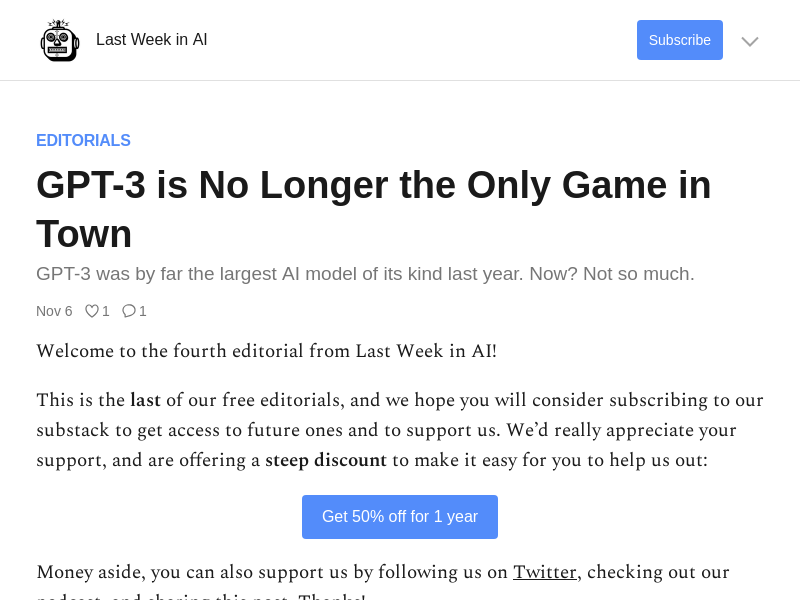 Last Week in AI
Subscribe
EDITORIALS
GPT-3 is No Longer the Only Game in
Town
GPT-3 was by far the largest AI model of its kind last year. Now? Not so much.
Nov 6 1 1
Welcome to the fourth editorial from Last Week in AI!
This is the last of our free editorials, and we hope you will consider subscribing to our
substack to get access to future ones and to support us. We’d really appreciate your
support, and are offering a steep discount to make it easy for you to help us out:
Get 50% off for 1 year
Money aside, you can also support us by following us on Twitter, checking out our
podcast, and sharing this post. Thanks!